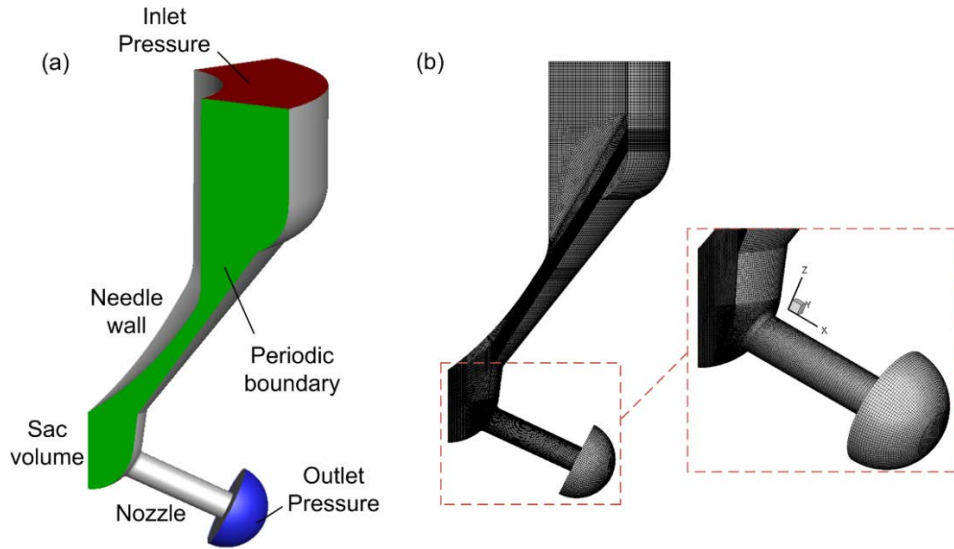 Inlet
Pressure
(a)
(b)
Needle
wall
Periodic
boundary
Sac
volume
Outlet
Pressure
Nozzle
Z
Y
X